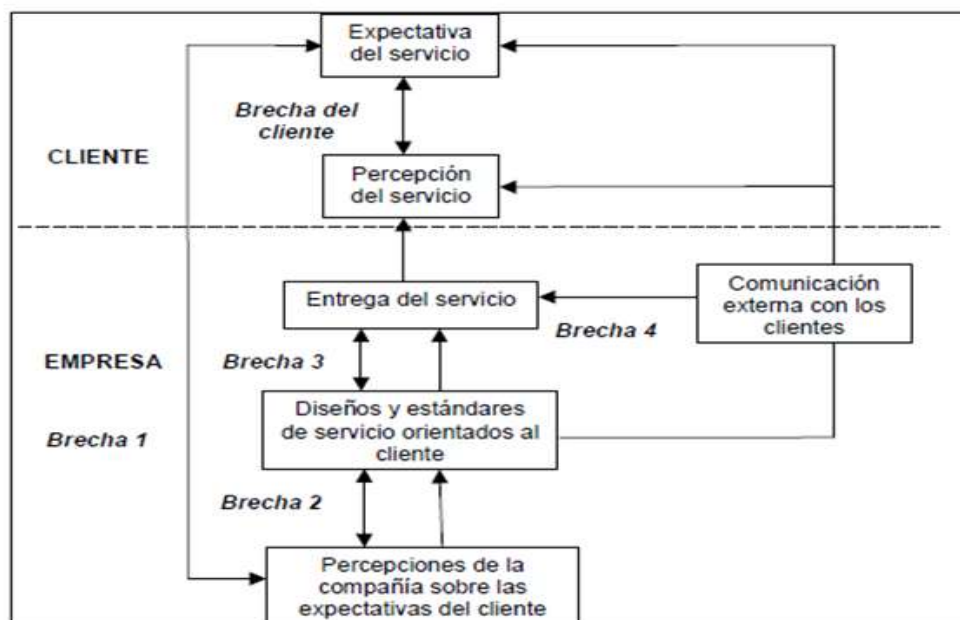 Expectativa
del servicio
Brecha del
cliente
CLIENTE
Percepción
del servicio
Entrega del servicio
Comunicación
externa con los
clientes
Brecha 4
EMPRESA
Brecha 3
Diseños y estándares
de servicio orientados al
cliente
Brecha 1
Brecha 2
Percepciones de la
compañía sobre las
expectativas del cliente